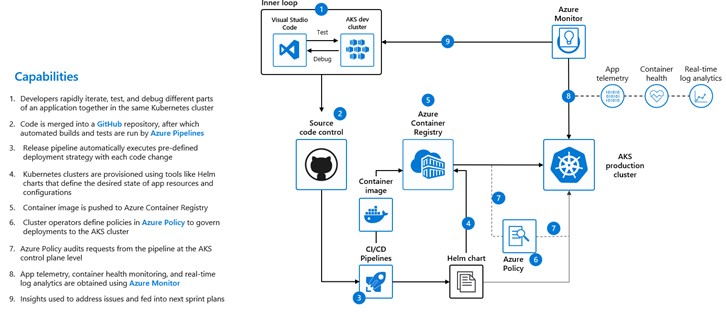 Capabilities
1. Developers rapidly iterate, test, and debug different parts
of an application together in the same Kubernetes cluster
2. Code is merged into a GitHub repository, after which
automated builds and tests are run by Azure Pipelines
3. Release pipeline automatically executes pre-defined
deployment strategy with each code change
4. Kubernetes clusters are provisioned using tools like Helm
charts that define the desired state of app resources and
configurations
5. Container image is pushed to Azure Container Registry
6. Cluster operators define policies in Azure Policy to govern
deployments to the AKS cluster
7. Azure Policy audits requests from the pipeline at the AKS
control plane level
8. App telemetry, container health monitoring, and real-time
log analytics are obtained using Azure Monitor
9. Insights used to address issues and fed into next sprint plans
Inner loop
1
Visual Studio
Code
Test
Debug
AKS dev
cluster
9
Azure
Monitor
App
telemetry
Container
health
Real-time
log analytics
8
2
Source
code control
5
Azure
Container
Registry
AKS
production
cluster
Container
image
7
4
7
Azure
Policy
6
CI/CD
Pipelines
3
Helm chart